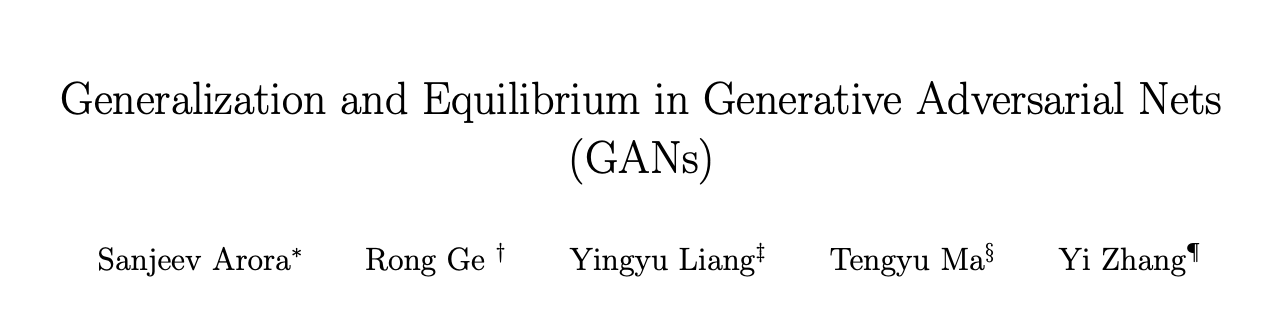 Generalization and Equilibrium in Generative Adversarial Nets
(GANs)
Sanjeev Arora* Rong Ge † Yingyu Liang‡ Tengyu Ma§ Yi Zhang¶